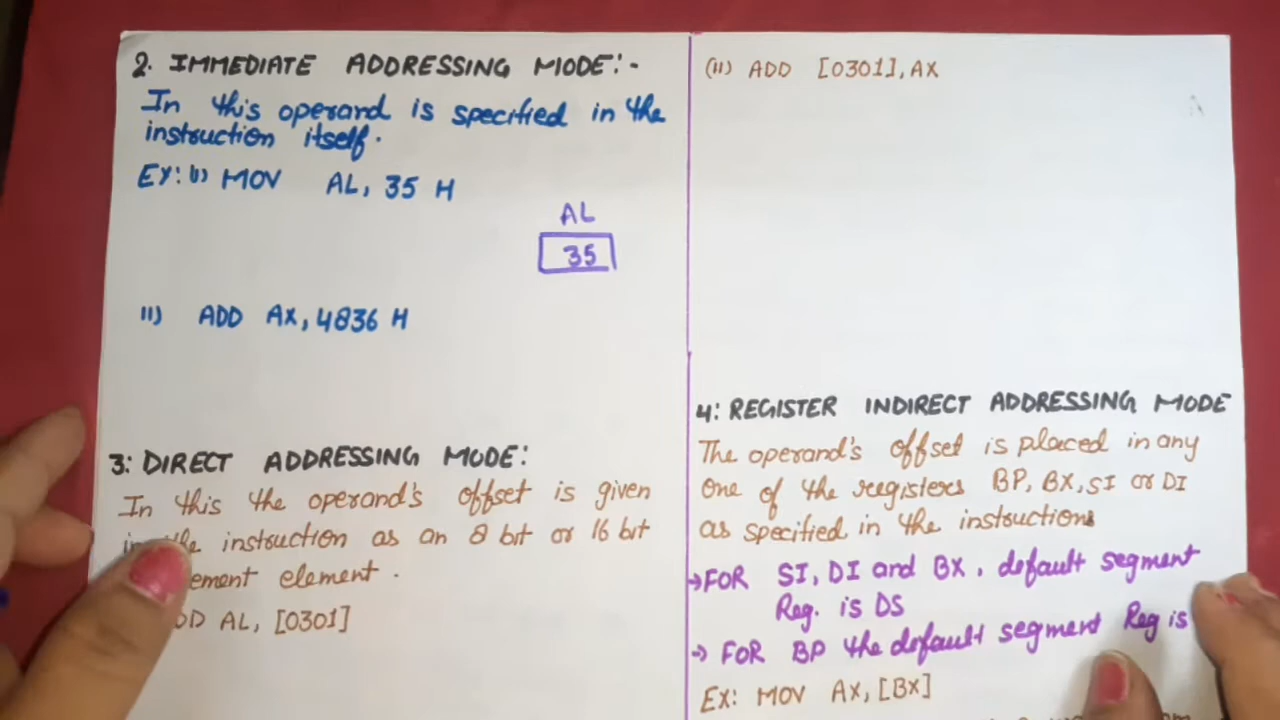 2. IMMEDIATE ADDRESSING MODE:-
In this operand is specified in the
instruction itself.
Ex: i) MOV AL, 35 H
AL
35
ii) ADD AX, 4836 H
3: DIRECT ADDRESSING MODE:
In this the operand's offset is given
the instruction as an 8 bit or 16 bit
ement element.
AL, [0301]
(ii) ADD [0301], AX
4: REGISTER INDIRECT ADDRESSING MODE
The operand's offset is placed in any
one of the registers BP, BX, SI or DI
as specified in the instructions
→ FOR SI, DI and BX, default segment
Reg. is DS
→ FOR BP the default segment Reg is
Ex: MOV AX, [BX]